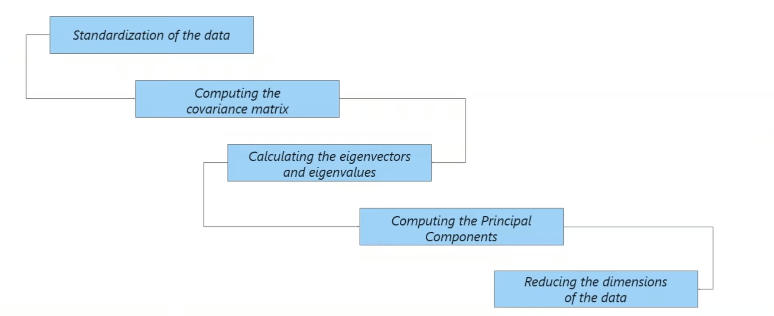 Standardization of the data
Computing the
covariance matrix
Calculating the eigenvectors
and eigenvalues
Computing the Principal
Components
Reducing the dimensions
of the data